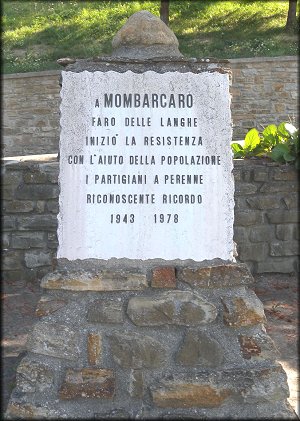 A MOMBARCARO
FARO DELLE LANGHE
INIZIÒ LA RESISTENZA
CON L'AIUTO DELLA POPOLAZIONE
I PARTIGIANI A PERENNE
RICONOSCENTE RICORDO
1943 1978